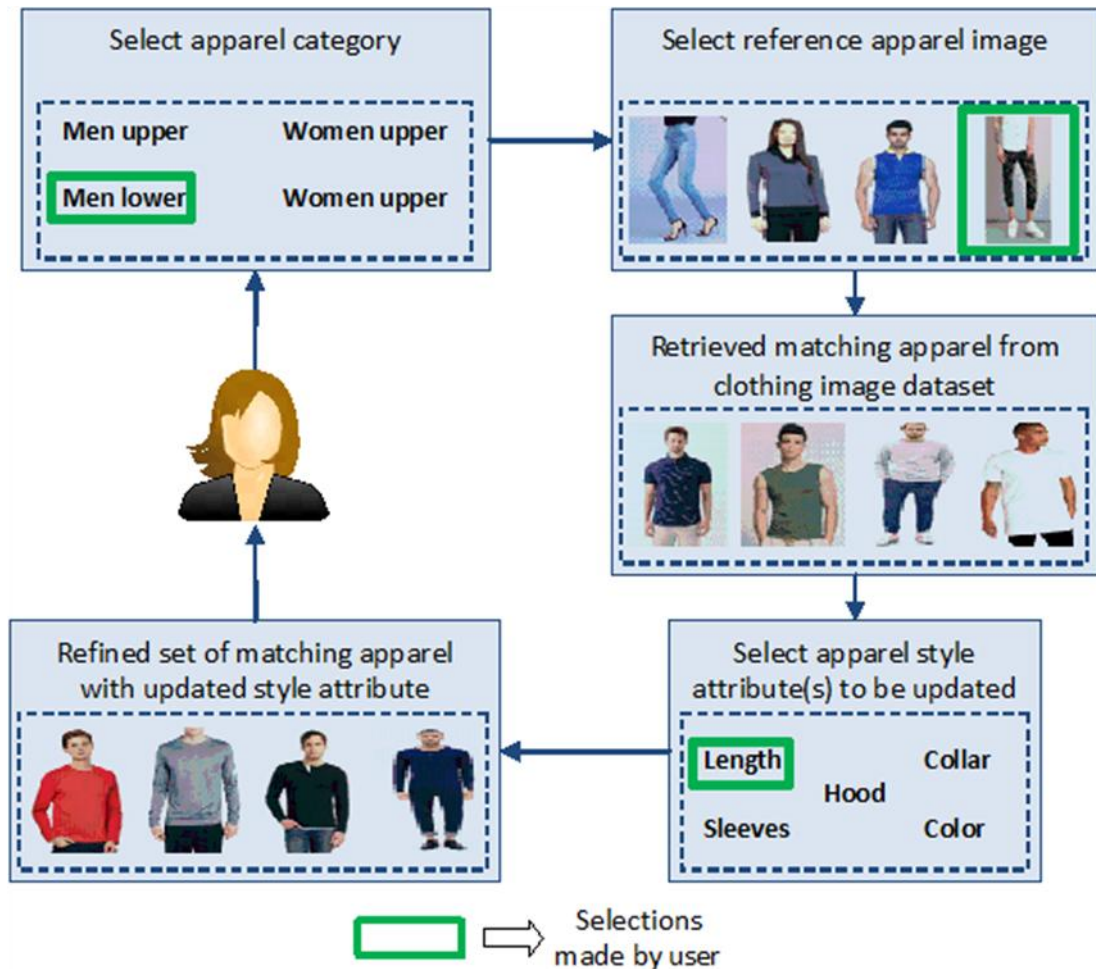 Select apparel category
Men upper
Women upper
Men lower
Women upper
Select reference apparel image
Retrieved matching apparel from
clothing image dataset
Select apparel style
attribute(s) to be updated
Length
Collar
Hood
Sleeves
Color
Refined set of matching apparel
with updated style attribute
Selections
made by user